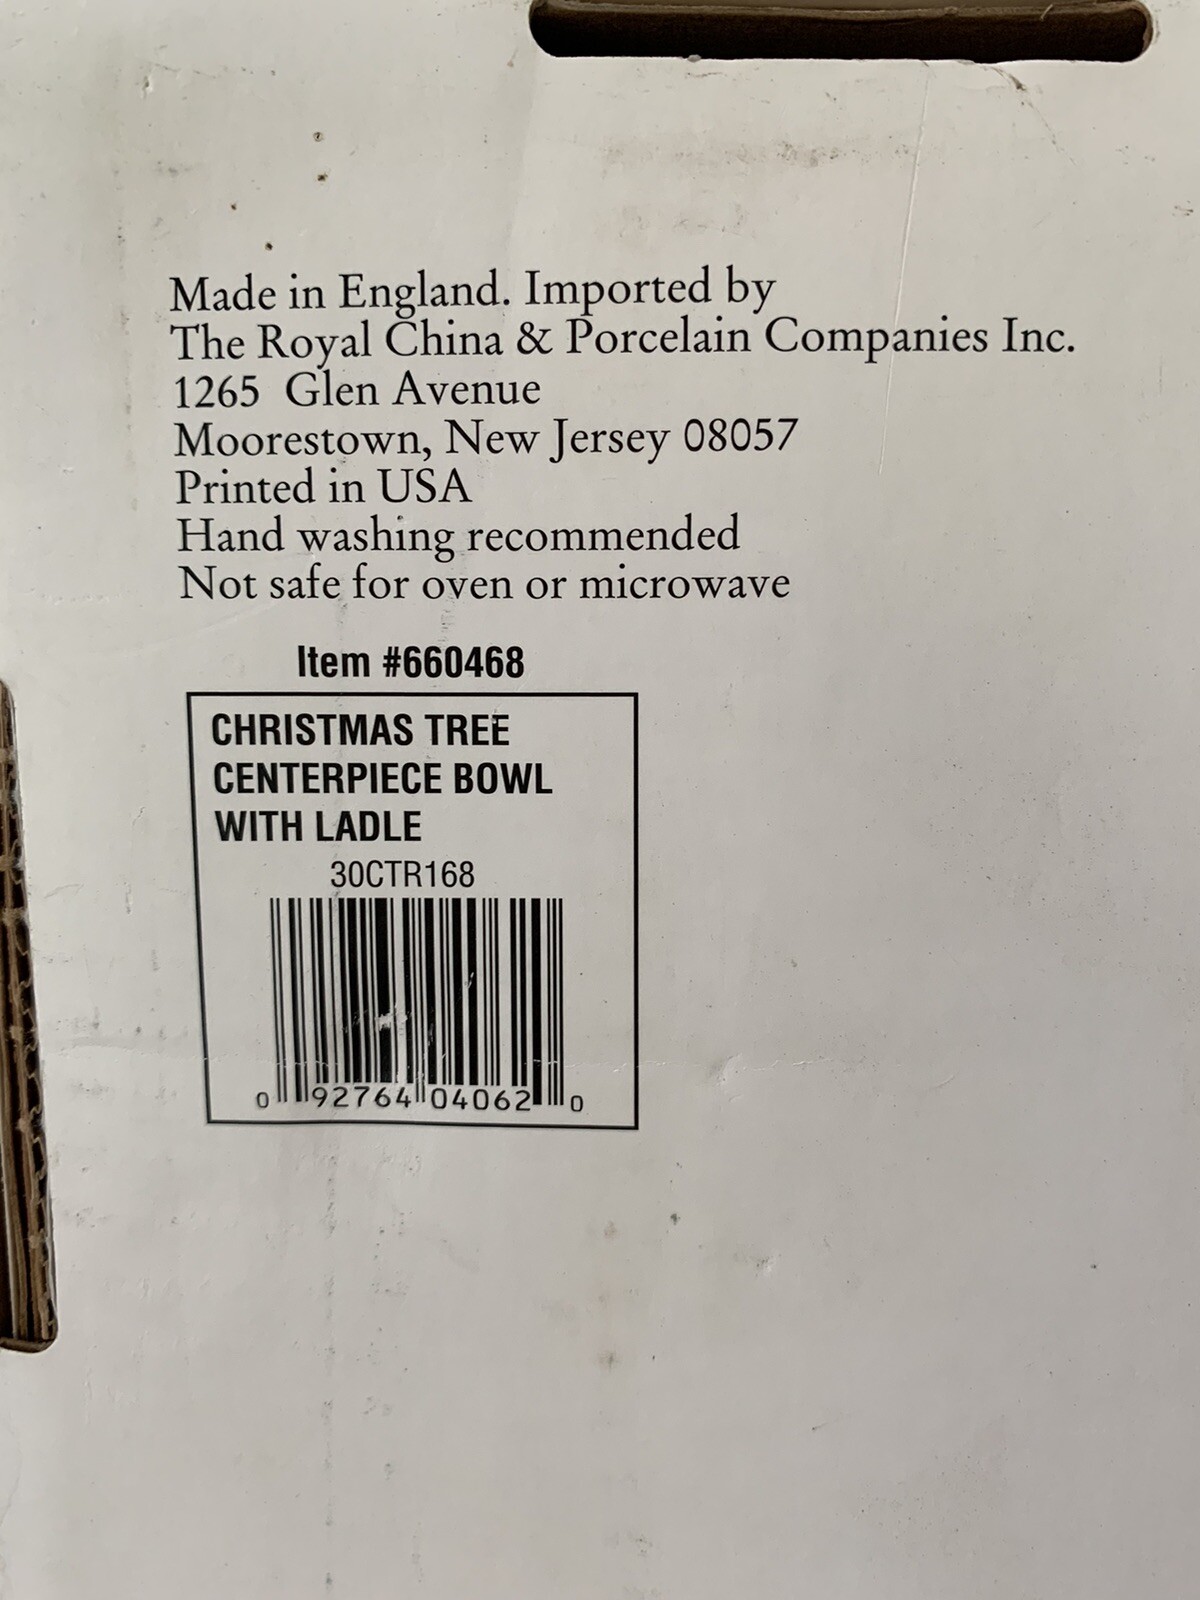 Made in England. Imported by
The Royal China & Porcelain Companies Inc.
1265 Glen Avenue
Moorestown, New Jersey 08057
Printed in USA
Hand washing recommended
Not safe for oven or microwave
Item #660468
CHRISTMAS TREE
CENTERPIECE BOWL
WITH LADLE
30CTR168
0 92764 04062 0